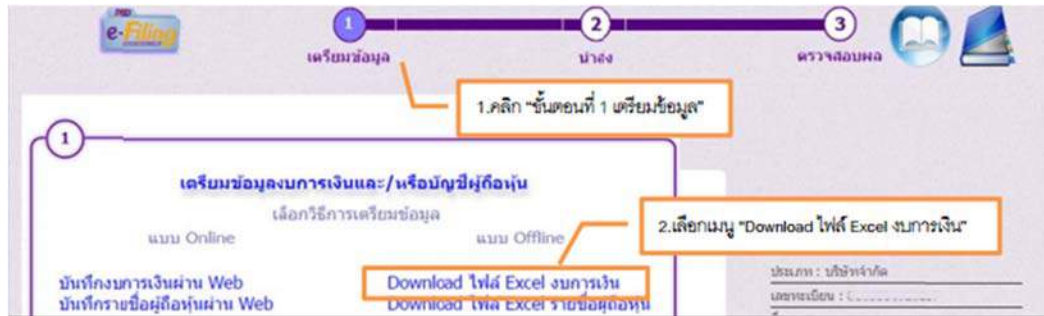 e-Filing
1 2 3
เตรียมข้อมูล นำส่ง ตรวจสอบผล
1.คลิก "ขั้นตอนที่ 1 เตรียมข้อมูล"
1
เตรียมข้อมูลงบการเงินและ/หรือบัญชีผู้ถือหุ้น
เลือกวิธีการเตรียมข้อมูล
แบบ Online แบบ Offline
2.เลือกเมนู "Download ไฟล์ Excel งบการเงิน"
บันทึกงบการเงินผ่าน Web Download ไฟล์ Excel งบการเงิน
บันทึกรายชื่อผู้ถือหุ้นผ่าน Web Download ไฟล์ Excel รายชื่อผู้ถือหุ้น
ประเภท : บริษัทจำกัด
เลขทะเบียน :